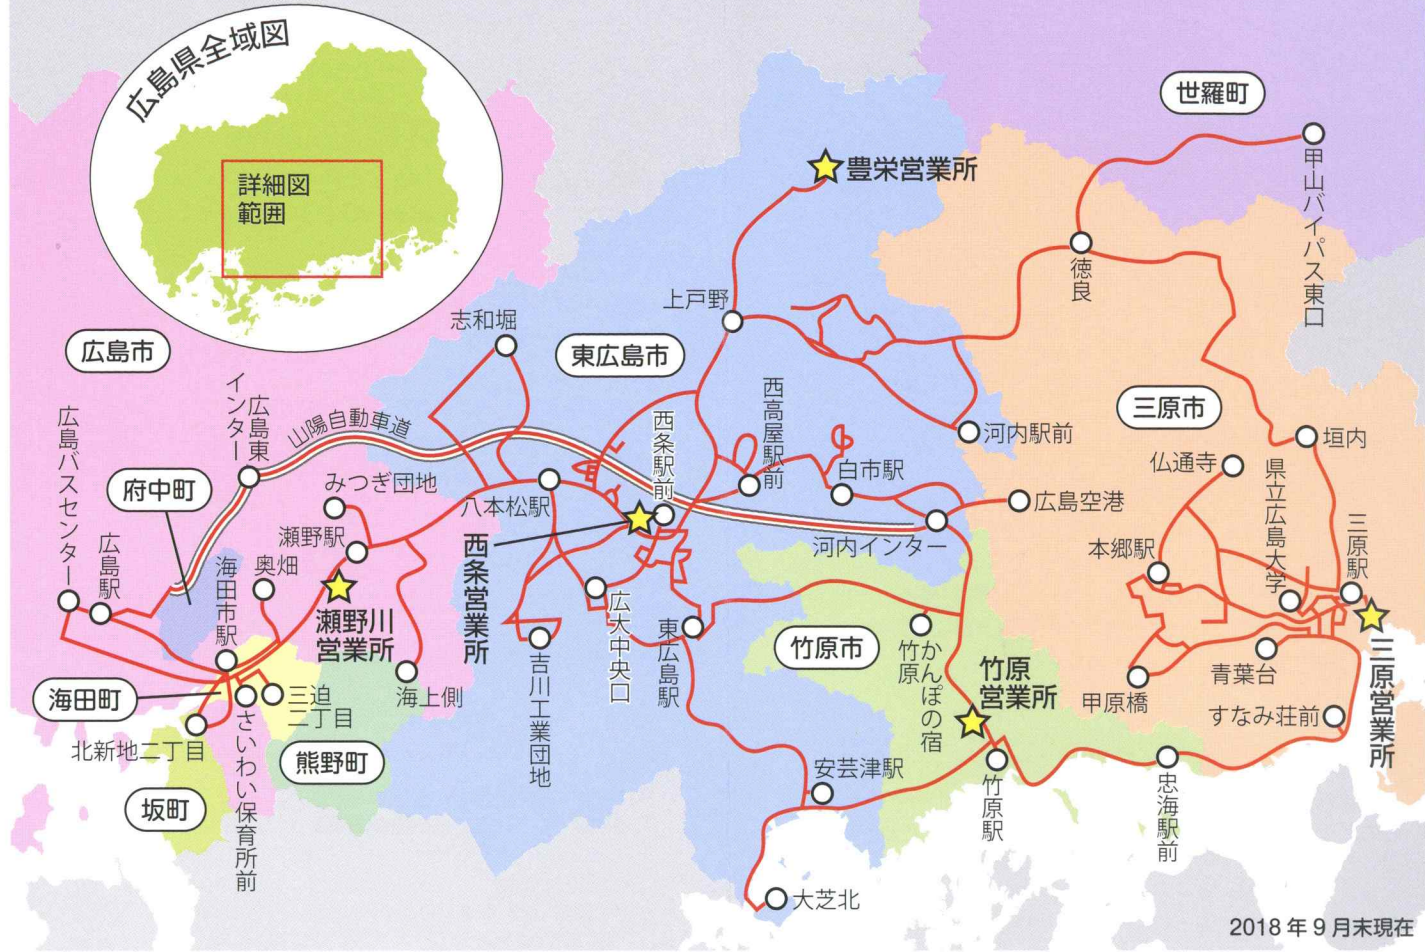 広島県全域図
詳細図
範囲
世羅町
豊栄営業所
甲山バイパス東口
徳良
上戸野
志和堀
広島市
東広島市
インター
広島東
山陽自動車道
広島バスセンター
西条駅前
西高屋駅前
三原市
河内駅前
垣内
仏通寺
県立広島大学
白市駅
府中町
みつぎ団地
八本松駅
広島空港
三原駅
瀬野駅
西条営業所
河内インター
本郷駅
広島駅
海田市駅
奥畑
瀬野川
営業所
広大中央口
東広島駅
竹原市
竹原
かんぽの宿
竹原
営業所
吉川工業団地
青葉台
甲原橋
三原営業所
すなみ荘前
海田町
三迫
二丁目
海上側
北新地二丁目
さいわい保育所前
熊野町
坂町
安芸津駅
竹原駅
忠海駅前
大芝北
2018年9月末現在